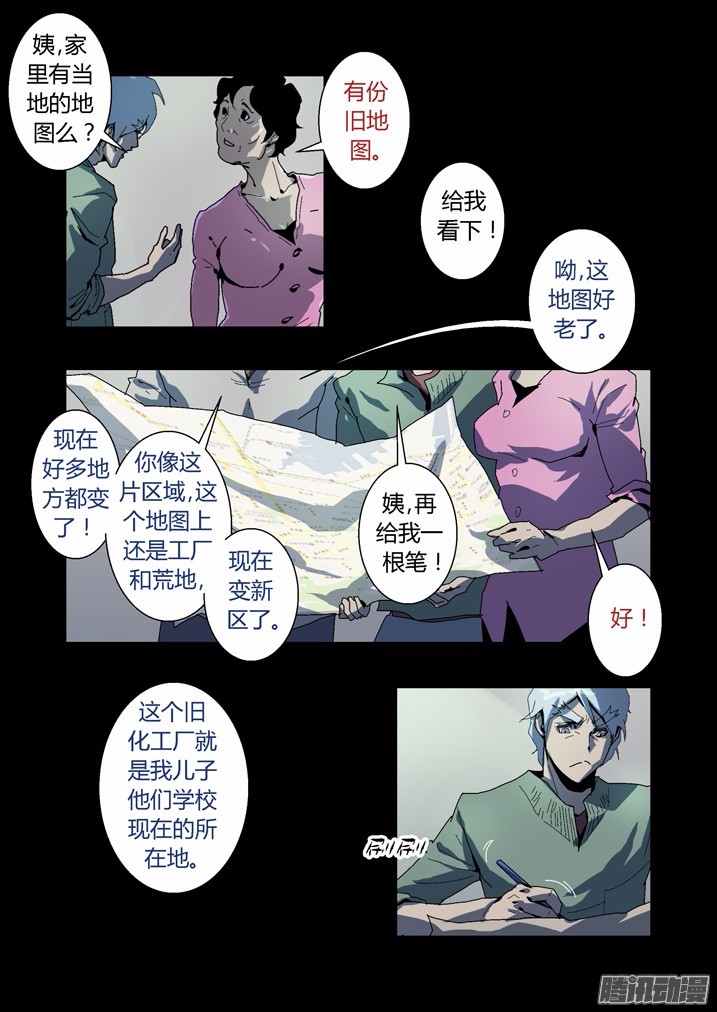 姨,家
里有当
地的地
图么？
有份
旧地
图。
给我
看下！
呦,这
地图好
老了。
现在
好多地
方都变
了！
你像这
片区域,这
个地图上
还是工厂
和荒地,
现在
变新
区了。
姨,再
给我一
根笔！
好！
这个旧
化工厂就
是我儿子
他们学校
现在的所
在地。
腾讯动漫